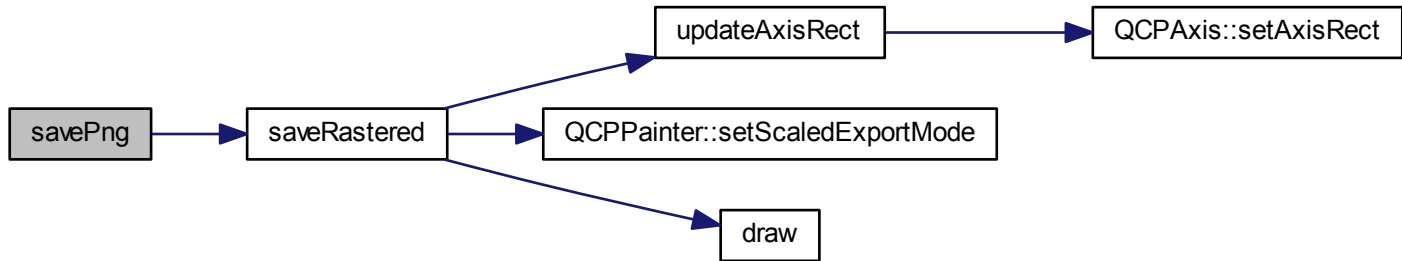 updateAxisRect
QCPAxis::setAxisRect
savePng
saveRastered
QCPPainter::setScaledExportMode
draw